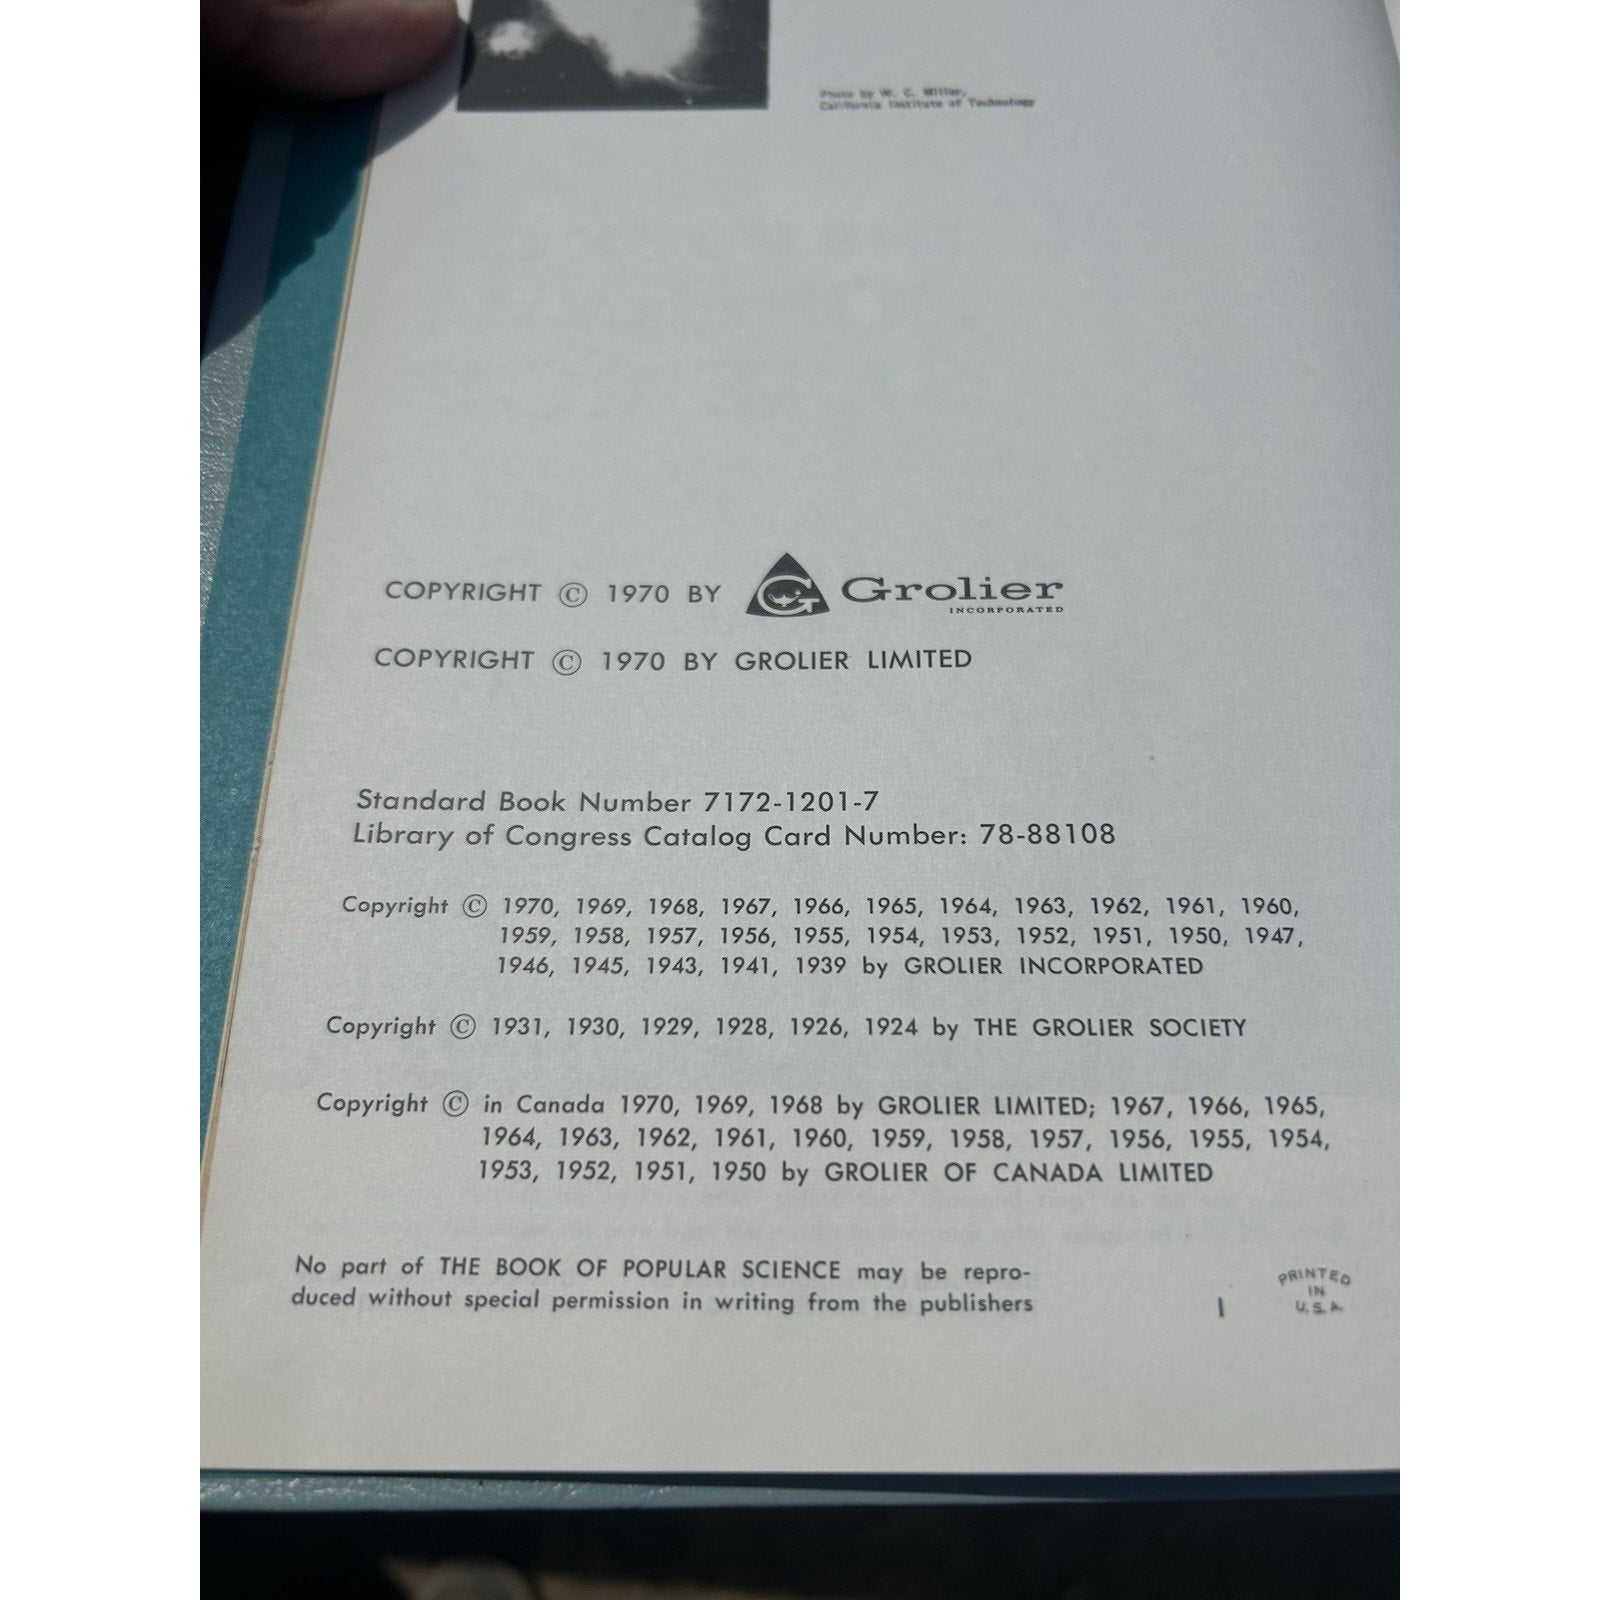 Photo by W. C. Miller,
California Institute of Technology
COPYRIGHT © 1970 BY G Grolier
INCORPORATED
COPYRIGHT © 1970 BY GROLIER LIMITED
Standard Book Number 7172-1201-7
Library of Congress Catalog Card Number: 78-88108
Copyright © 1970, 1969, 1968, 1967, 1966, 1965, 1964, 1963, 1962, 1961, 1960,
1959, 1958, 1957, 1956, 1955, 1954, 1953, 1952, 1951, 1950, 1947,
1946, 1945, 1943, 1941, 1939 by GROLIER INCORPORATED
Copyright © 1931, 1930, 1929, 1928, 1926, 1924 by THE GROLIER SOCIETY
Copyright © in Canada 1970, 1969, 1968 by GROLIER LIMITED; 1967, 1966, 1965,
1964, 1963, 1962, 1961, 1960, 1959, 1958, 1957, 1956, 1955, 1954,
1953, 1952, 1951, 1950 by GROLIER OF CANADA LIMITED
No part of THE BOOK OF POPULAR SCIENCE may be repro-
duced without special permission in writing from the publishers
I
PRINTED
IN
U.S.A.